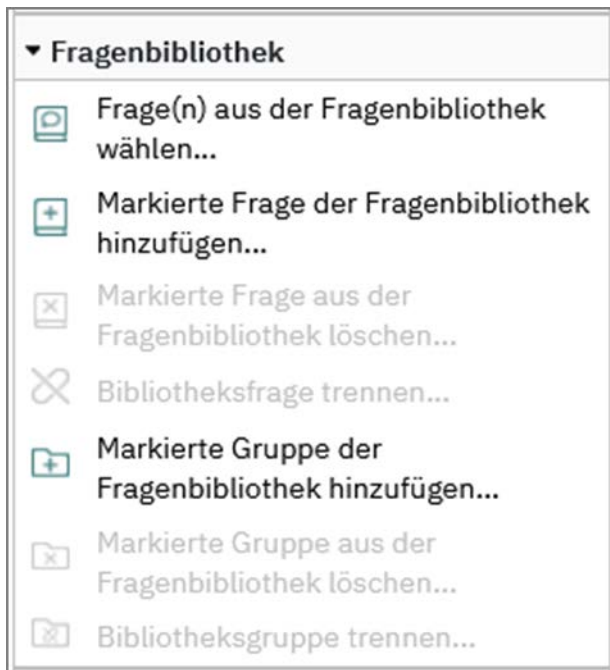 Fragenbibliothek
Frage(n) aus der Fragenbibliothek
wählen...
Markierte Frage der Fragenbibliothek
hinzufügen...
Markierte Frage aus der
Fragenbibliothek löschen...
Bibliotheksfrage trennen...
Markierte Gruppe der
Fragenbibliothek hinzufügen...
Markierte Gruppe aus der
Fragenbibliothek löschen...
Bibliotheksgruppe trennen...